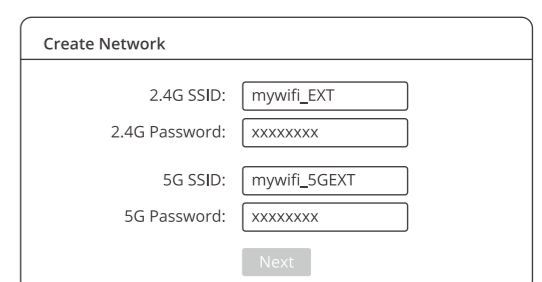 Create Network
2.4G SSID: mywifi_EXT
2.4G Password: xxxxxxxx
5G SSID: mywifi_5GEXT
5G Password: xxxxxxxx
Next